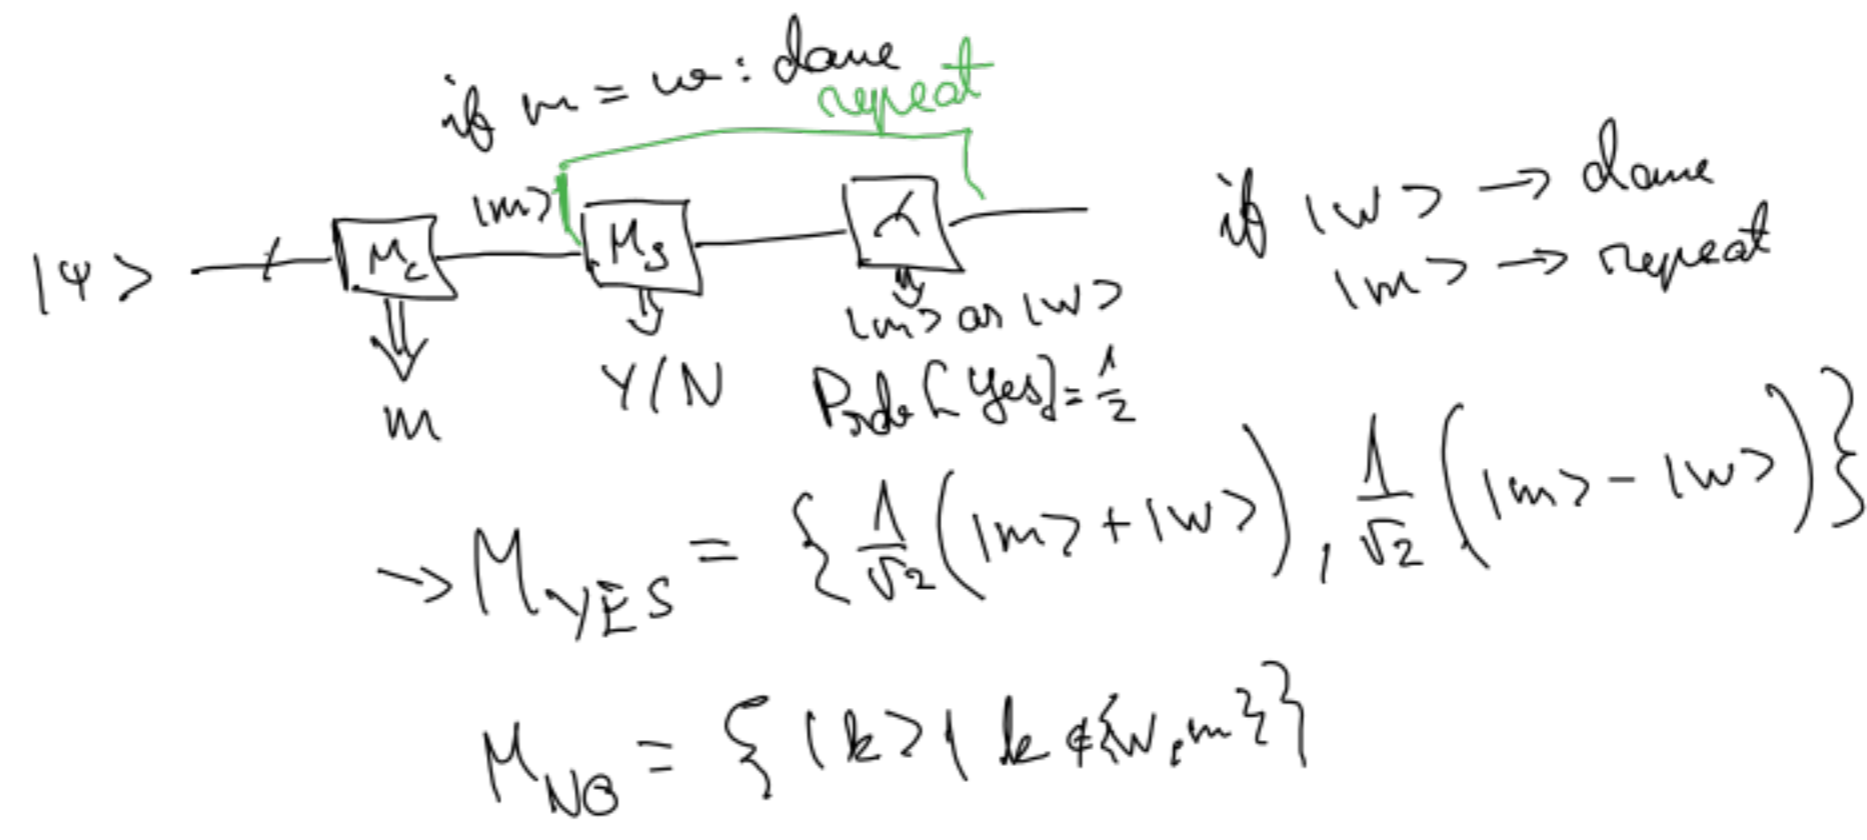 if m = w : done
repeat
|m>
|ψ>
M_C
M_S
m
Y/N
|m> or |w>
Prob[Yes] = 1/2
if |w> → done
|m> → repeat
→ M_YES = { 1/√2 (|m> + |w>), 1/√2 (|m> - |w>) }
M_NO = { |k> | k ∉ {w, m} }